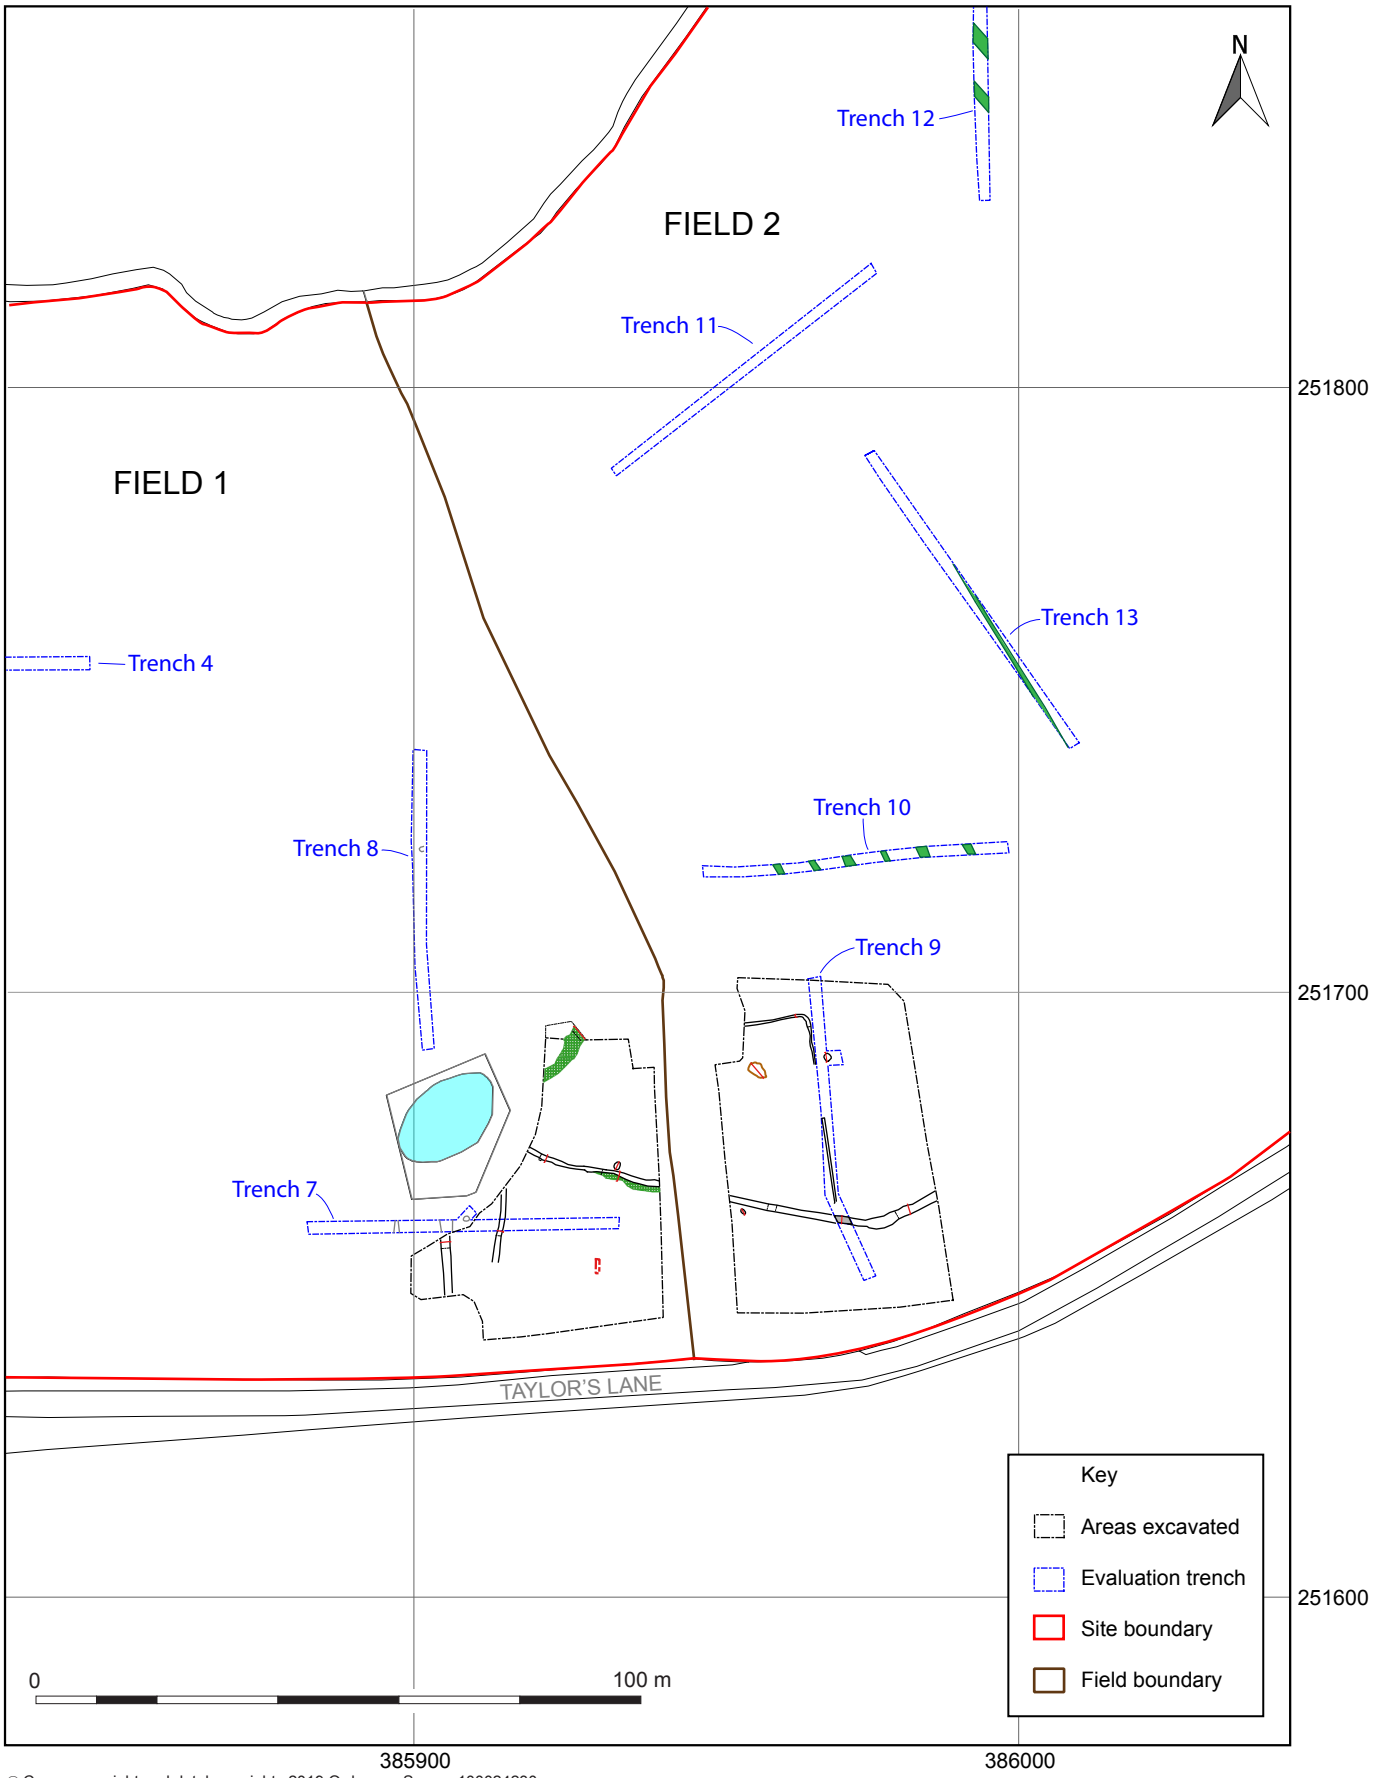 N
Trench 12
FIELD 2
Trench 11
251800
FIELD 1
Trench 13
Trench 4
Trench 10
Trench 8
Trench 9
251700
Trench 7
TAYLOR'S LANE
Key
Areas excavated
Evaluation trench
251600
Site boundary
Field boundary
0 100 m
385900 386000